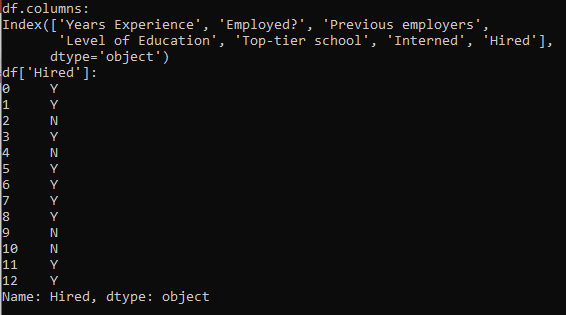 df.columns:
Index(['Years Experience', 'Employed?', 'Previous employers',
       'Level of Education', 'Top-tier school', 'Interned', 'Hired'],
      dtype='object')
df['Hired']:
0     Y
1     Y
2     N
3     Y
4     N
5     Y
6     Y
7     Y
8     Y
9     N
10    N
11    Y
12    Y
Name: Hired, dtype: object